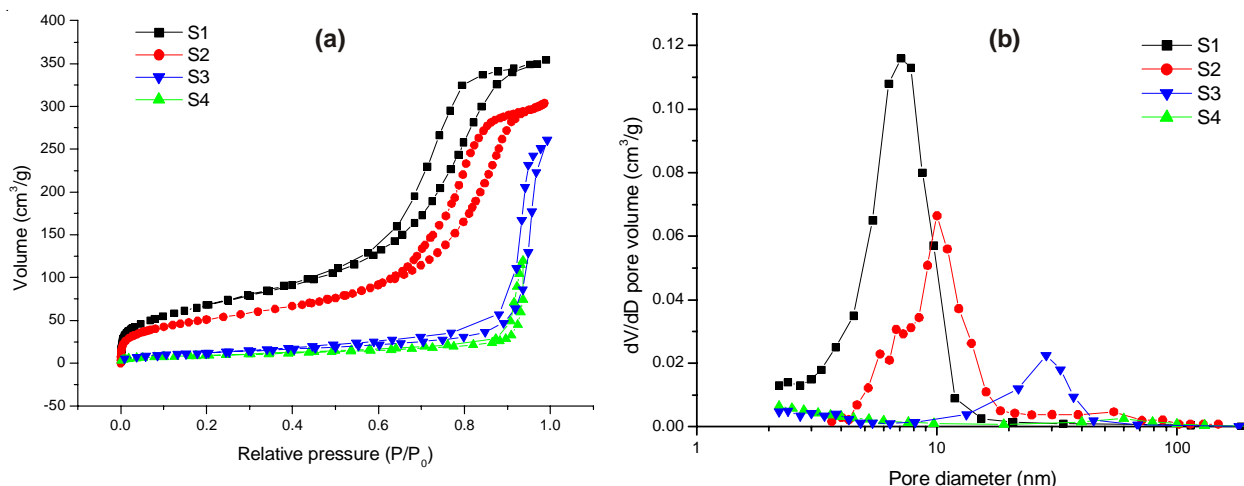 (a)
S1
S2
S3
S4
400
350
300
250
200
150
100
50
0
-50
Volume (cm³/g)
0.0 0.2 0.4 0.6 0.8 1.0
Relative pressure (P/P₀)
(b)
S1
S2
S3
S4
0.12
0.10
0.08
0.06
0.04
0.02
0.00
dV/dD pore volume (cm³/g)
1 10 100
Pore diameter (nm)